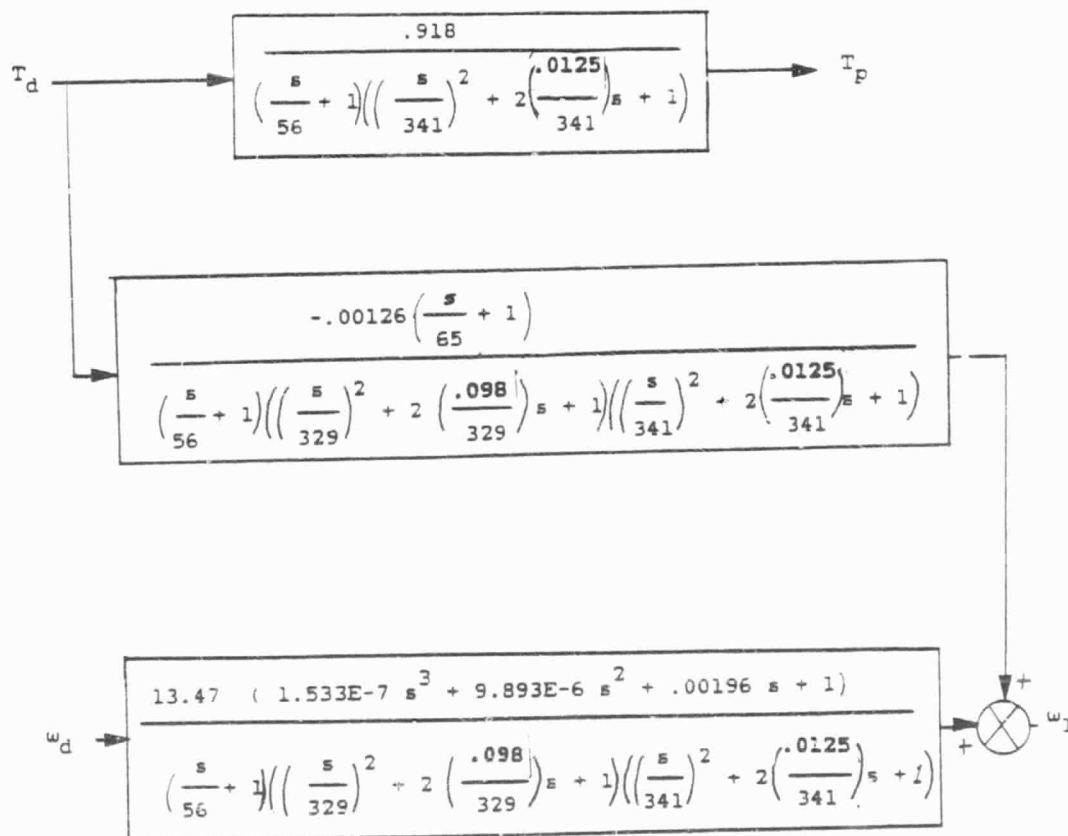 .918
T_d
T_p
(s/56 + 1)((s/341)^2 + 2(.0125/341)s + 1)
-.00126(s/65 + 1)
(s/56 + 1)((s/329)^2 + 2 (.098/329)s + 1)((s/341)^2 + 2(.0125/341)s + 1)
13.47 ( 1.533E-7 s^3 + 9.893E-6 s^2 + .00196 s + 1)
+
ω_d
+
(s/56 + 1)((s/329)^2 + 2 (.098/329)s + 1)((s/341)^2 + 2(.0125/341)s + 1)